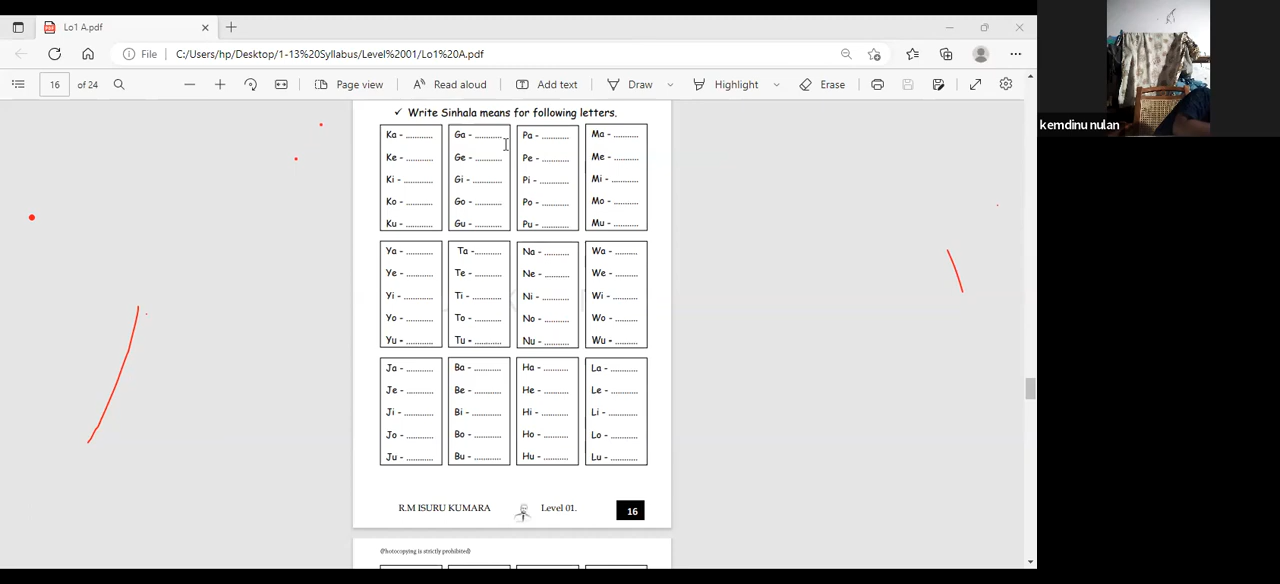 Lo1 A.pdf
File C:/Users/hp/Desktop/1-13%20Syllabus/Level%2001/Lo1%20A.pdf
16 of 24 Page view Read aloud Add text Draw Highlight Erase
kemdinu nulan
✓ Write Sinhala means for following letters.
Ka - ............ Ga - ............ Pa - ............ Ma - ............
Ke - ............ Ge - ............ Pe - ............ Me - ............
Ki - ............ Gi - ............ Pi - ............ Mi - ............
Ko - ............ Go - ............ Po - ............ Mo - ............
Ku - ............ Gu - ............ Pu - ............ Mu - ............
Ya - ............ Ta - ............ Na - ............ Wa - ............
Ye - ............ Te - ............ Ne - ............ We - ............
Yi - ............ Ti - ............ Ni - ............ Wi - ............
Yo - ............ To - ............ No - ............ Wo - ............
Yu - ............ Tu - ............ Nu - ............ Wu - ............
Ja - ............ Ba - ............ Ha - ............ La - ............
Je - ............ Be - ............ He - ............ Le - ............
Ji - ............ Bi - ............ Hi - ............ Li - ............
Jo - ............ Bo - ............ Ho - ............ Lo - ............
Ju - ............ Bu - ............ Hu - ............ Lu - ............
R.M ISURU KUMARA Level 01. 16
(Photocopying is strictly prohibited)